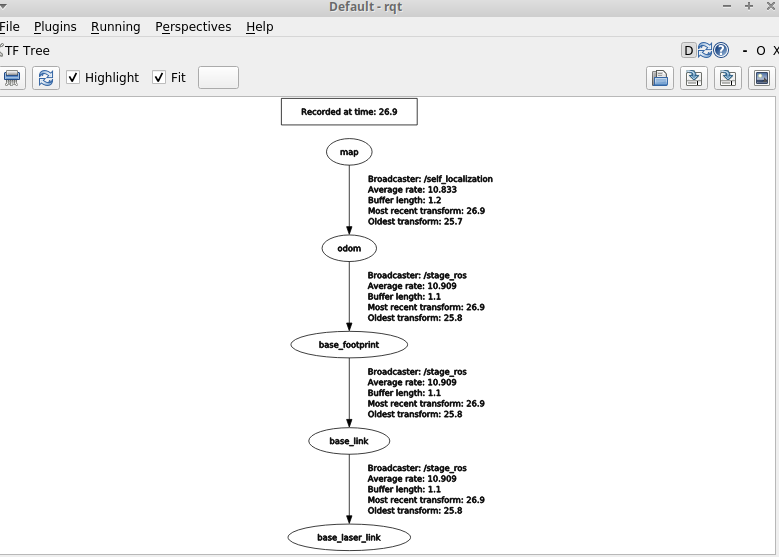 Default - rqt
File Plugins Running Perspectives Help
TF Tree D - O X
Highlight Fit
Recorded at time: 26.9
map
Broadcaster: /self_localization
Average rate: 10.833
Buffer length: 1.2
Most recent transform: 26.9
Oldest transform: 25.7
odom
Broadcaster: /stage_ros
Average rate: 10.909
Buffer length: 1.1
Most recent transform: 26.9
Oldest transform: 25.8
base_footprint
Broadcaster: /stage_ros
Average rate: 10.909
Buffer length: 1.1
Most recent transform: 26.9
Oldest transform: 25.8
base_link
Broadcaster: /stage_ros
Average rate: 10.909
Buffer length: 1.1
Most recent transform: 26.9
Oldest transform: 25.8
base_laser_link